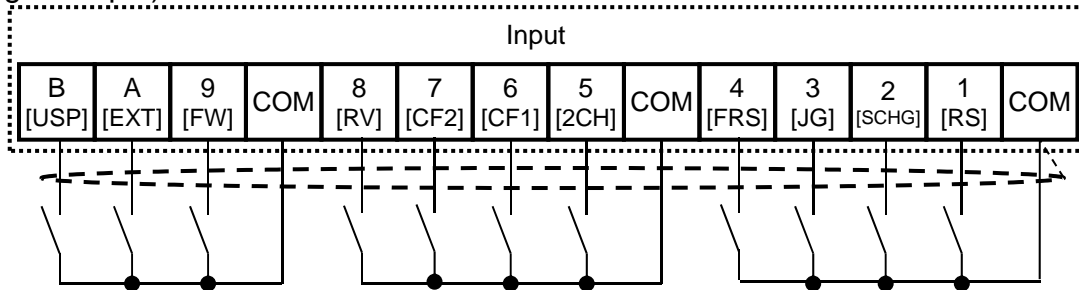 Input
B A 9 COM 8 7 6 5 COM 4 3 2 1 COM
[USP] [EXT] [FW] [RV] [CF2] [CF1] [2CH] [FRS] [JG] [SCHG] [RS]